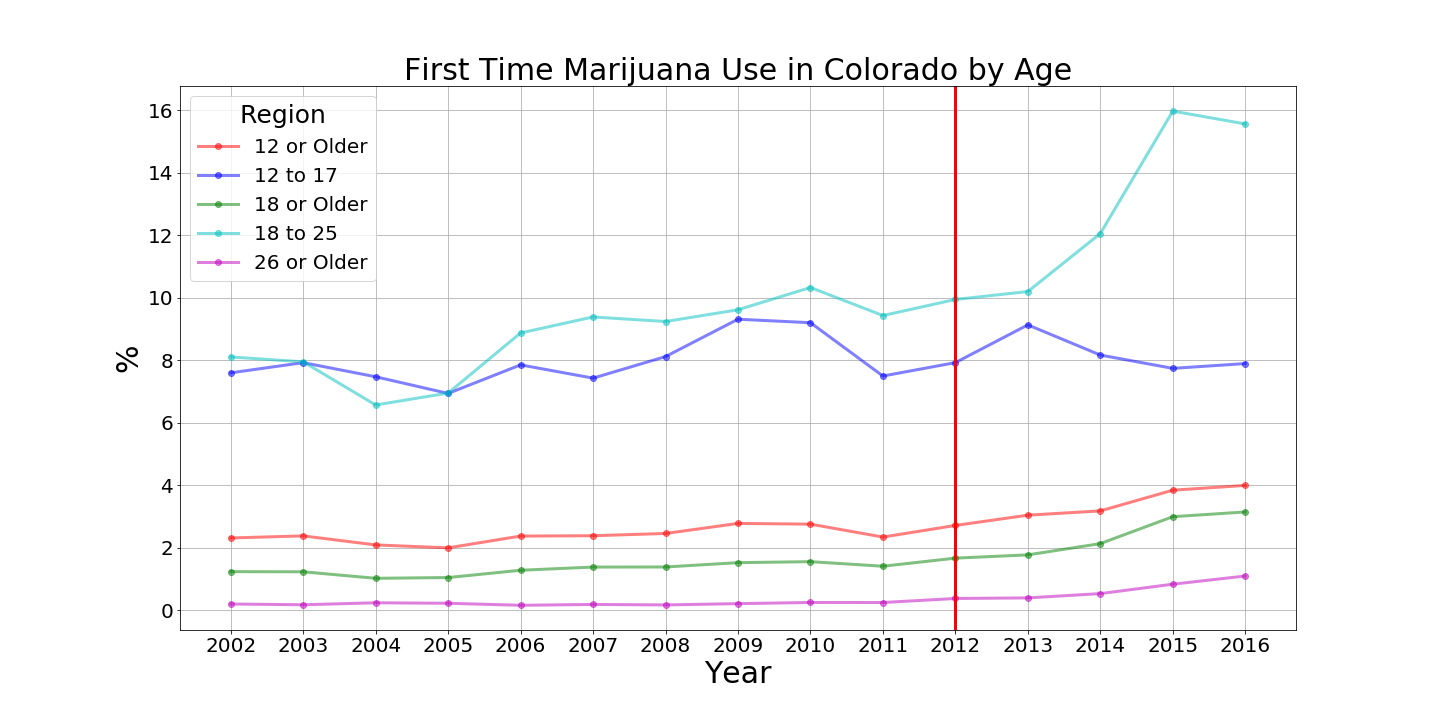 First Time Marijuana Use in Colorado by Age
Region
12 or Older
12 to 17
18 or Older
18 to 25
26 or Older
16
14
12
10
8
6
4
2
0
%
2002 2003 2004 2005 2006 2007 2008 2009 2010 2011 2012 2013 2014 2015 2016
Year